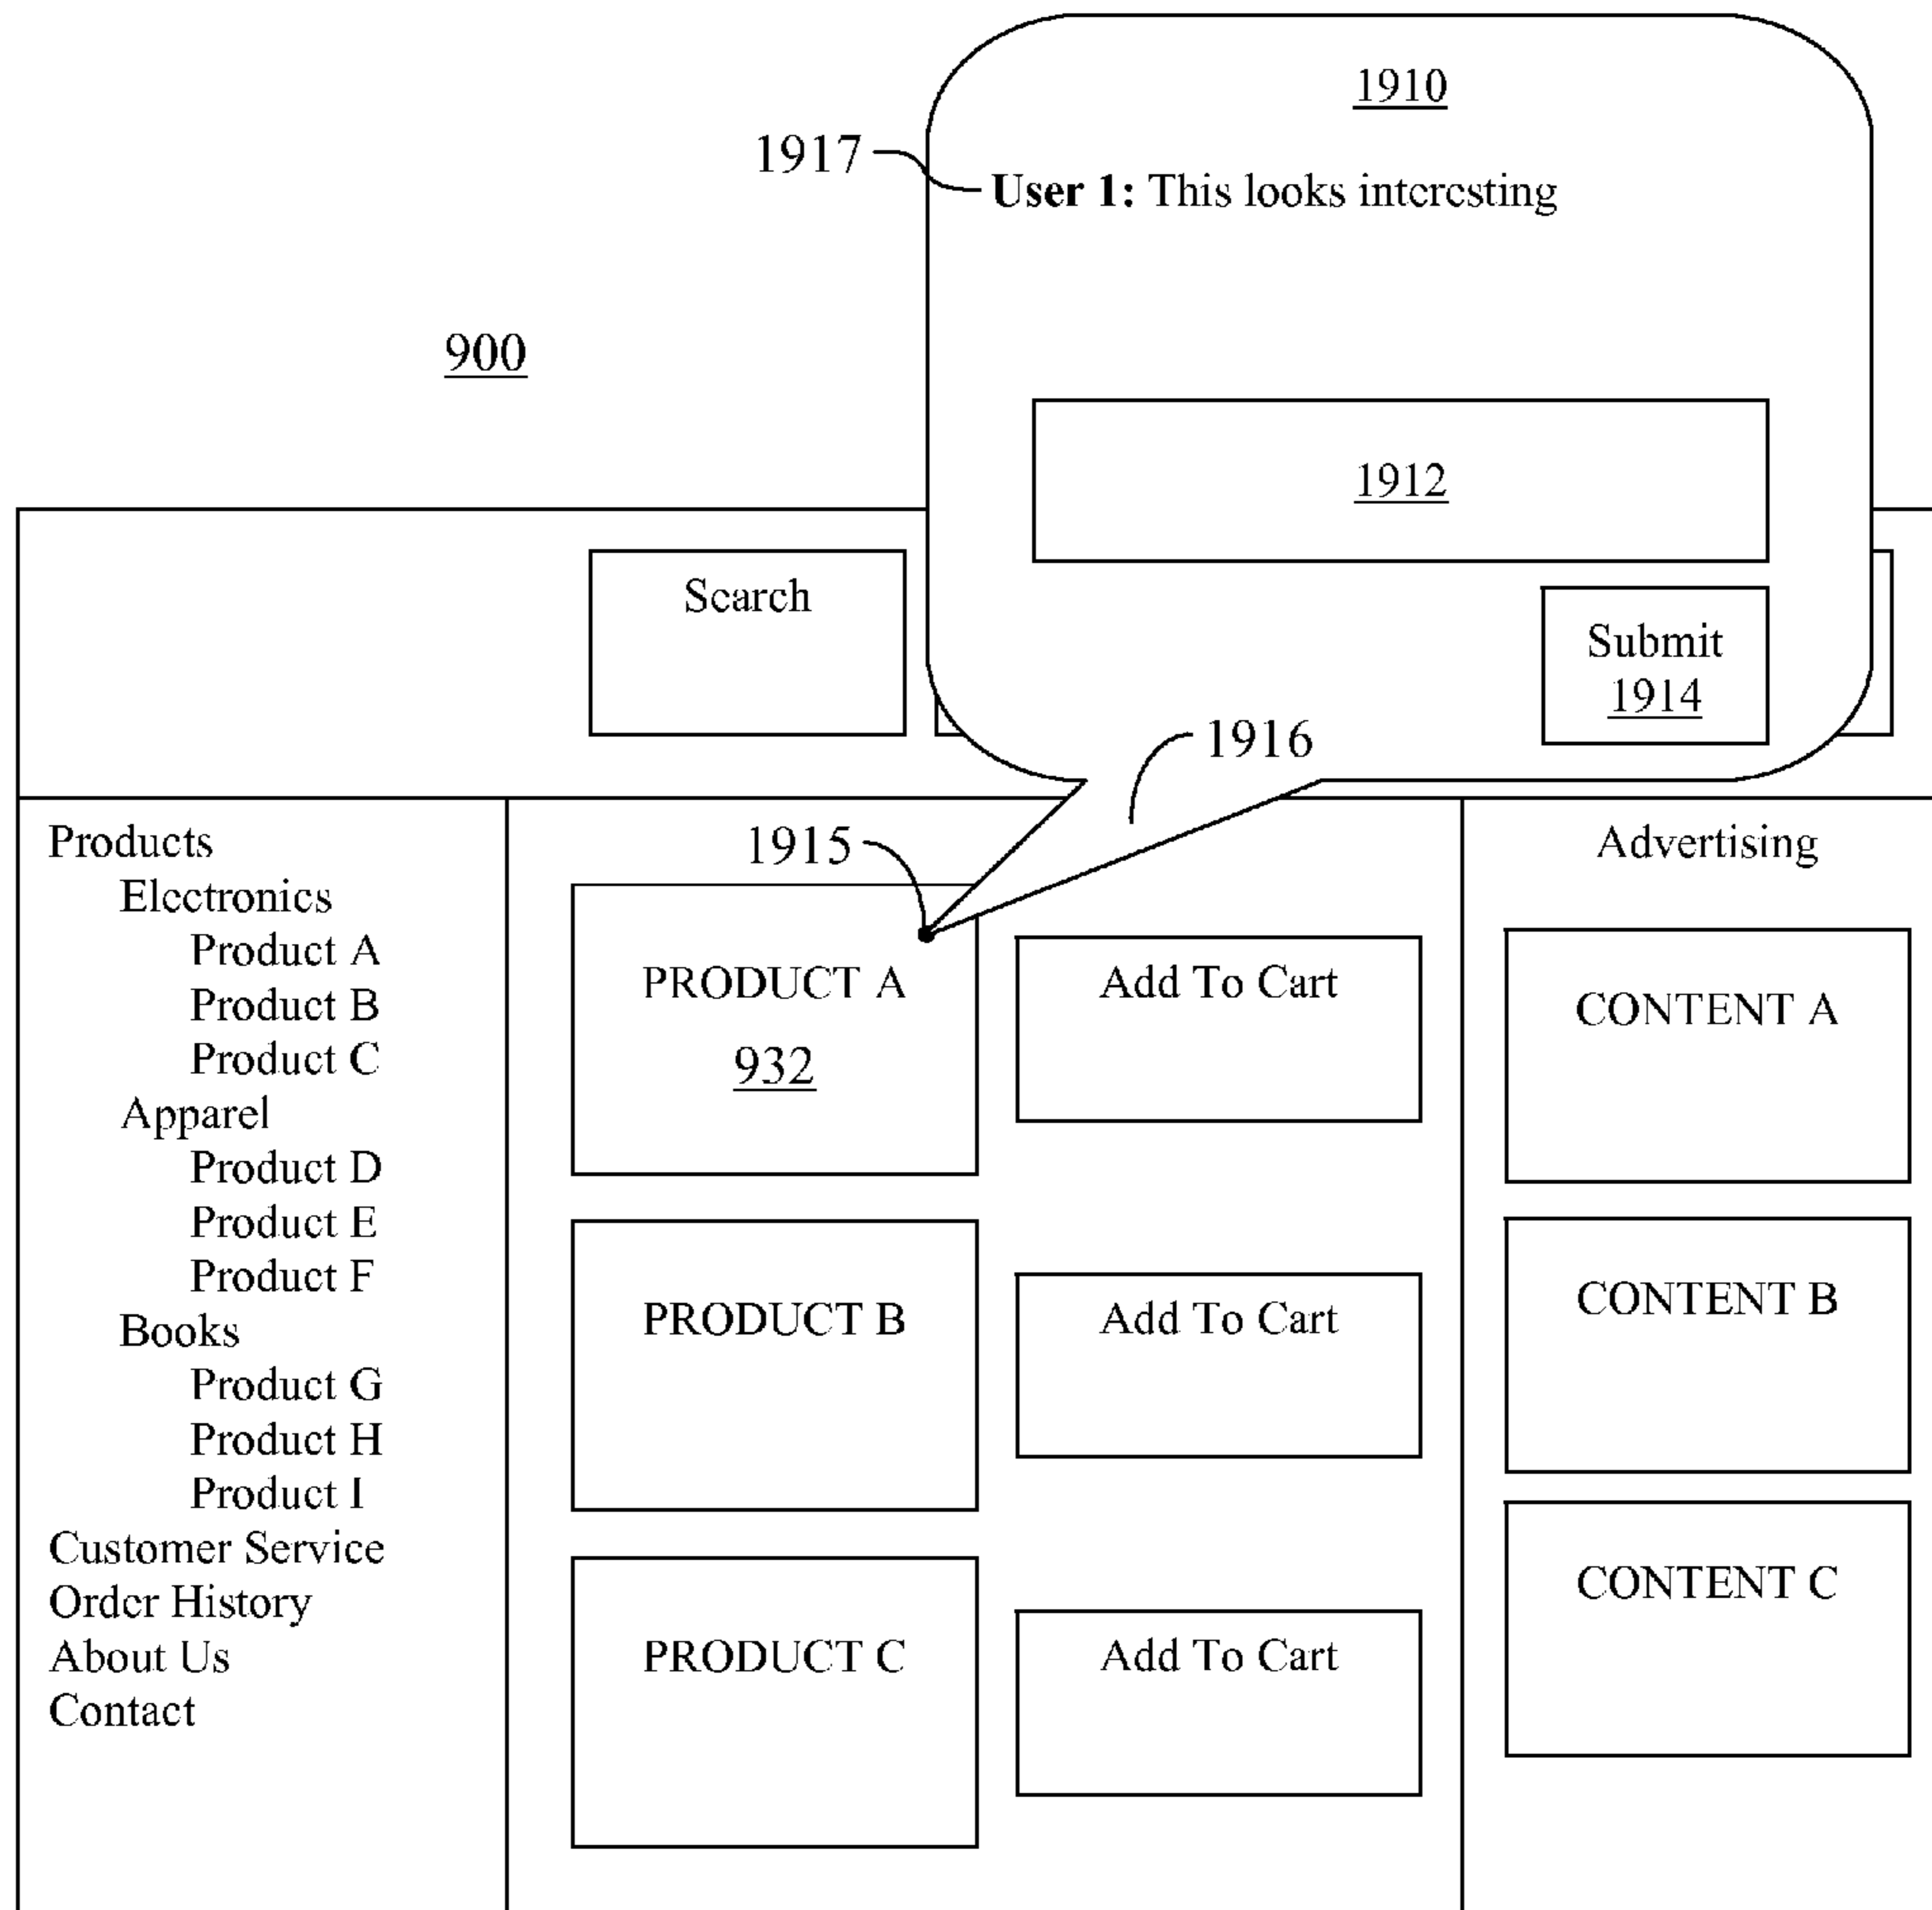 1910
1917
User 1: This looks interesting
900
1912
Search
Submit
1914
1916
Products
Electronics
Product A
Product B
Product C
Apparel
Product D
Product E
Product F
Books
Product G
Product H
Product I
Customer Service
Order History
About Us
Contact
1915
PRODUCT A
932
Add To Cart
PRODUCT B
Add To Cart
PRODUCT C
Add To Cart
Advertising
CONTENT A
CONTENT B
CONTENT C